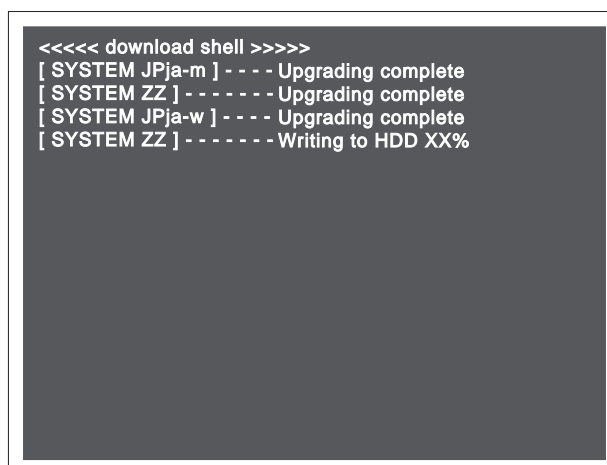 <<<<< download shell >>>>>
[ SYSTEM JPja-m ] - - - - Upgrading complete
[ SYSTEM ZZ ] - - - - - - - Upgrading complete
[ SYSTEM JPja-w ] - - - - Upgrading complete
[ SYSTEM ZZ ] - - - - - - - Writing to HDD XX%